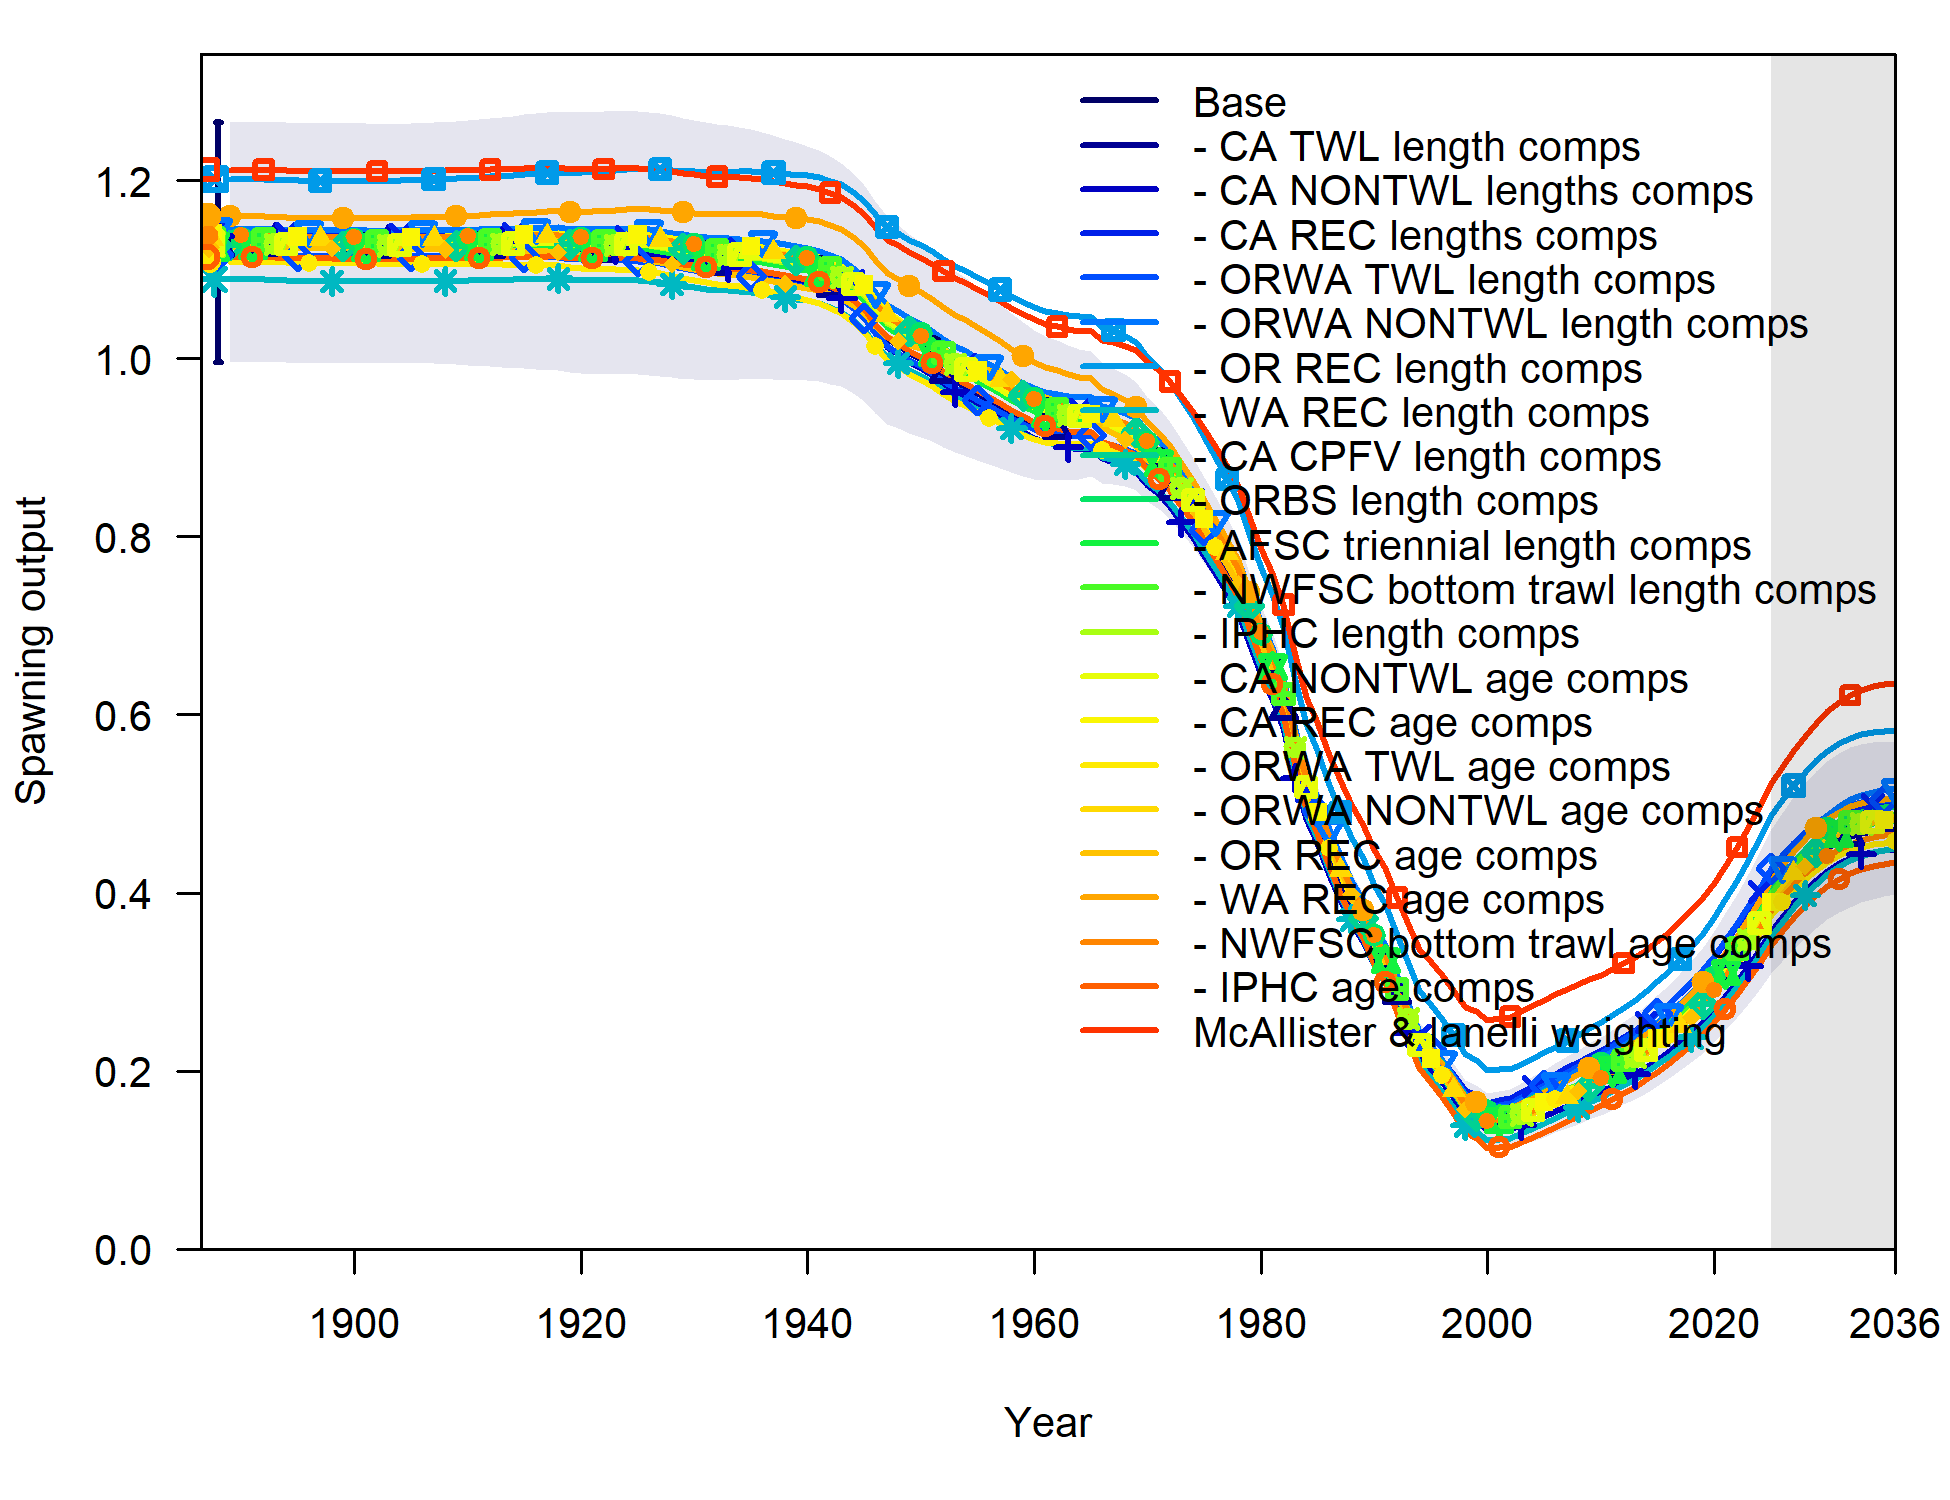 Base
- CA TWL length comps
- CA NONTWL lengths comps
- CA REC lengths comps
- ORWA TWL length comps
- ORWA NONTWL length comps
- OR REC length comps
- WA REC length comps
- CA CPFV length comps
- ORBS length comps
- AFSC triennial length comps
- NWFSC bottom trawl length comps
- IPHC length comps
- CA NONTWL age comps
- CA REC age comps
- ORWA TWL age comps
- ORWA NONTWL age comps
- OR REC age comps
- WA REC age comps
- NWFSC bottom trawl age comps
- IPHC age comps
McAllister & Ianelli weighting
1.2
1.0
0.8
0.6
0.4
0.2
0.0
Spawning output
1900 1920 1940 1960 1980 2000 2020 2036
Year